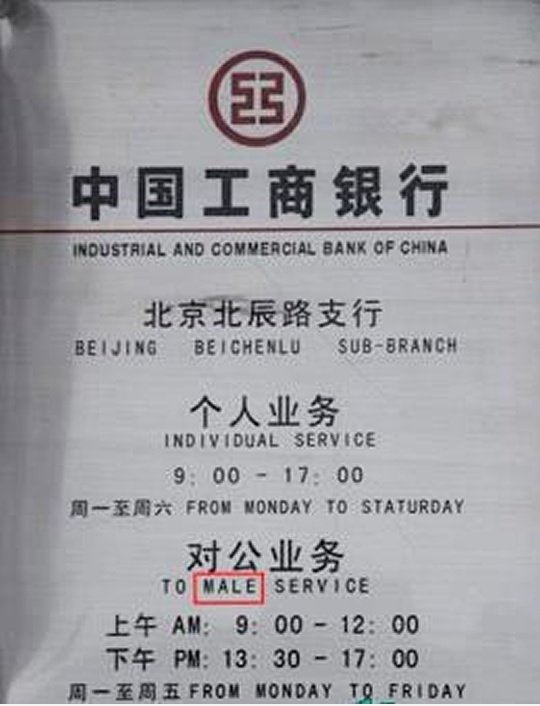 中国工商银行
INDUSTRIAL AND COMMERCIAL BANK OF CHINA
北京北辰路支行
BEIJING BEICHENLU SUB-BRANCH
个人业务
INDIVIDUAL SERVICE
9: 00 - 17: 00
周一至周六 FROM MONDAY TO STATURDAY
对公业务
TO MALE SERVICE
上午 AM: 9: 00 - 12: 00
下午 PM: 13: 30 - 17: 00
周一至周五 FROM MONDAY TO FRIDAY